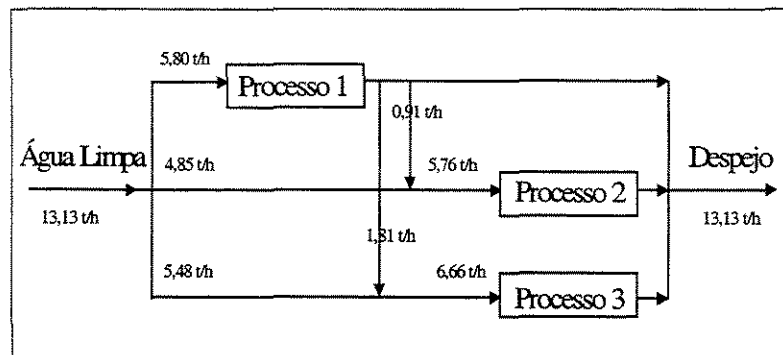 5,80 t/h
Processo 1
0,91 t/h
Água Limpa
4,85 t/h
5,76 t/h
Processo 2
Despejo
13,13 t/h
13,13 t/h
1,81 t/h
5,48 t/h
6,66 t/h
Processo 3